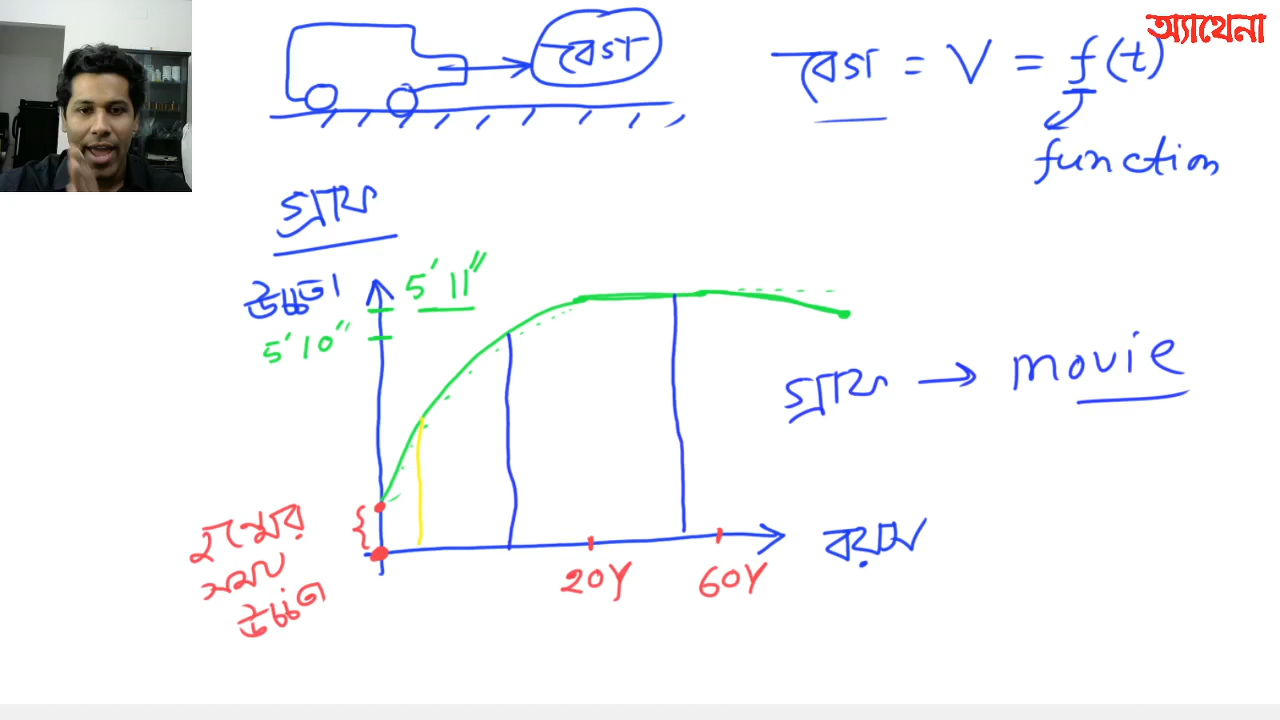 অ্যাথেনা
বেগ
বেগ = V = f(t)
function
গ্রাফ
উচ্চতা
5'11"
5'10"
গ্রাফ → movie
জন্মের
সময়
উচ্চতা
বয়স
20Y
60Y